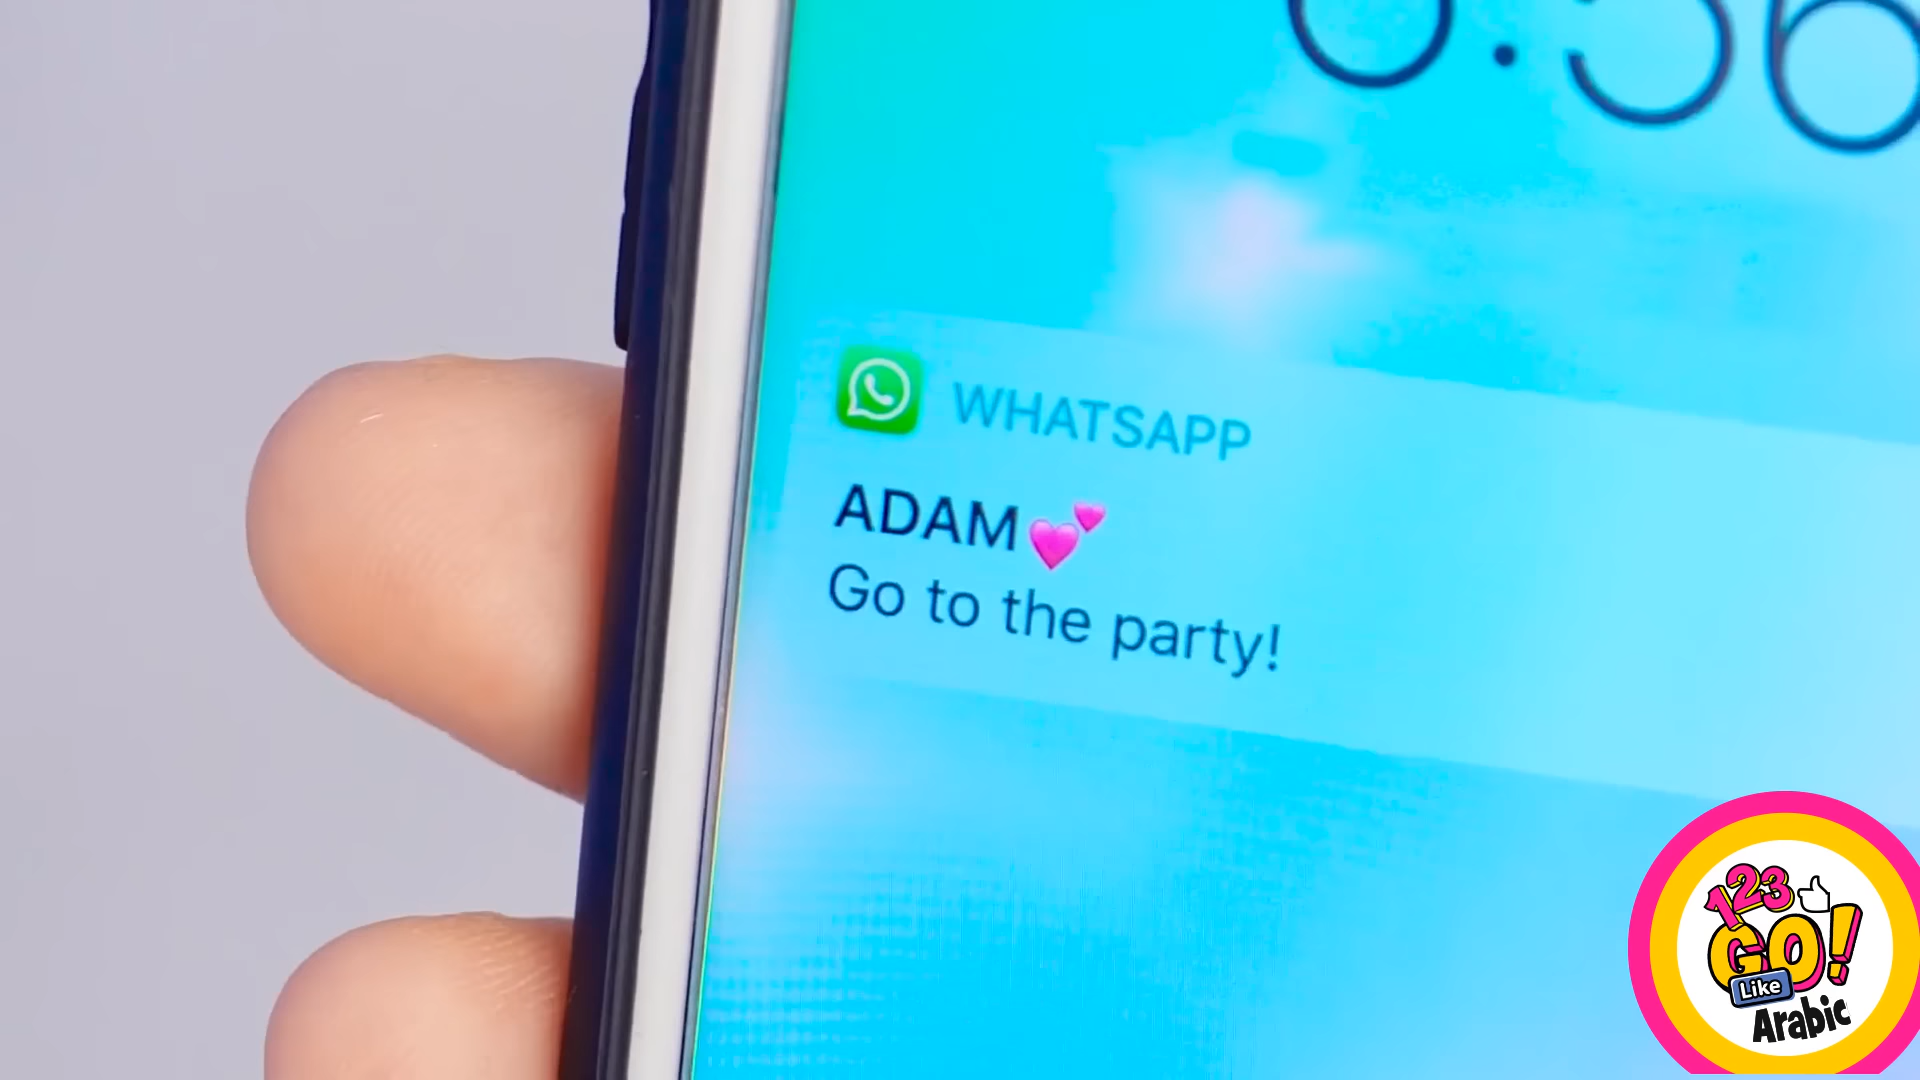 WHATSAPP
ADAM💕
Go to the party!
123
GO!
Like
Arabic